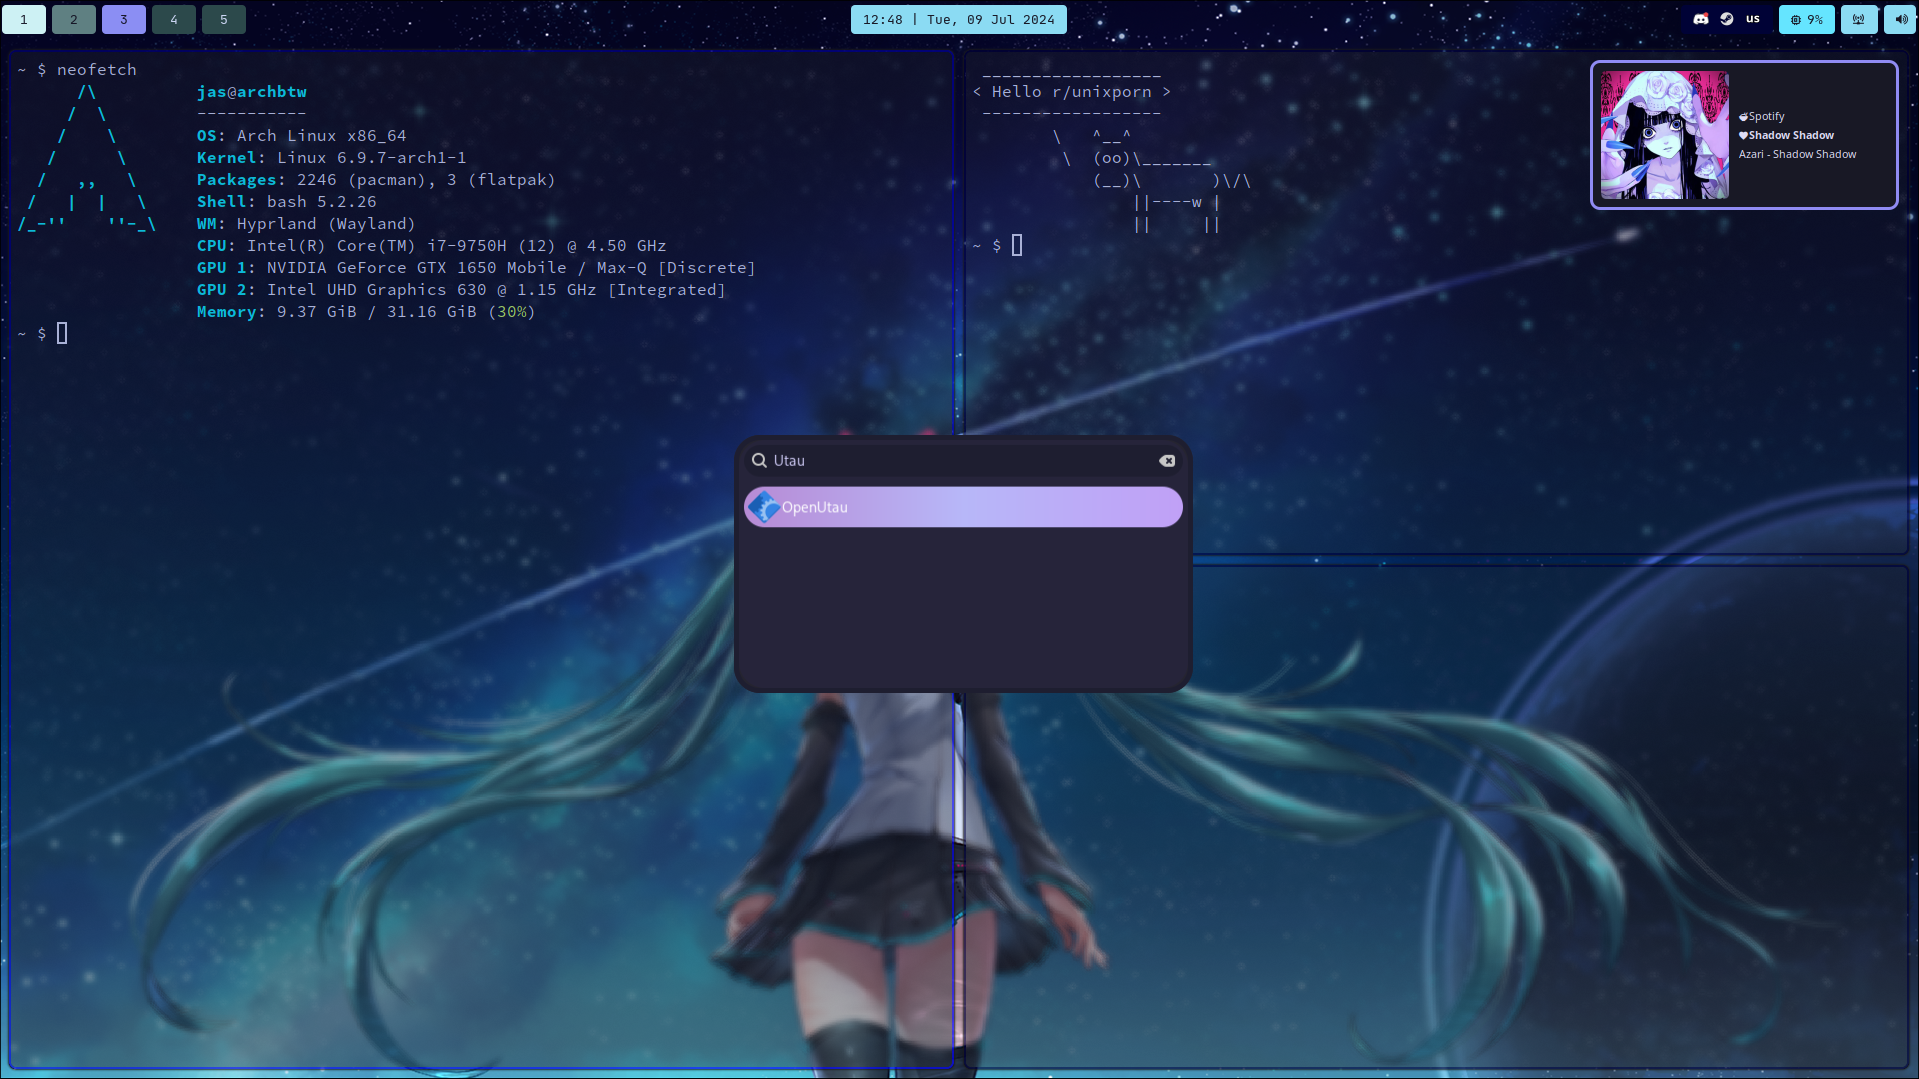 1 2 3 4 5
12:48 | Tue, 09 Jul 2024
us
9%
~ $ neofetch
/\
/  \
/    \
/      \
/   ,,   \
/   |  |   \
/_-''    ''-_\
jas@archbtw
-----------
OS: Arch Linux x86_64
Kernel: Linux 6.9.7-arch1-1
Packages: 2246 (pacman), 3 (flatpak)
Shell: bash 5.2.26
WM: Hyprland (Wayland)
CPU: Intel(R) Core(TM) i7-9750H (12) @ 4.50 GHz
GPU 1: NVIDIA GeForce GTX 1650 Mobile / Max-Q [Discrete]
GPU 2: Intel UHD Graphics 630 @ 1.15 GHz [Integrated]
Memory: 9.37 GiB / 31.16 GiB (30%)
~ $
__________________
< Hello r/unixporn >
------------------
\   ^__^
\  (oo)\_______
(__)\       )\/\
||----w |
||     ||
~ $
Spotify
Shadow Shadow
Azari - Shadow Shadow
Utau
OpenUtau